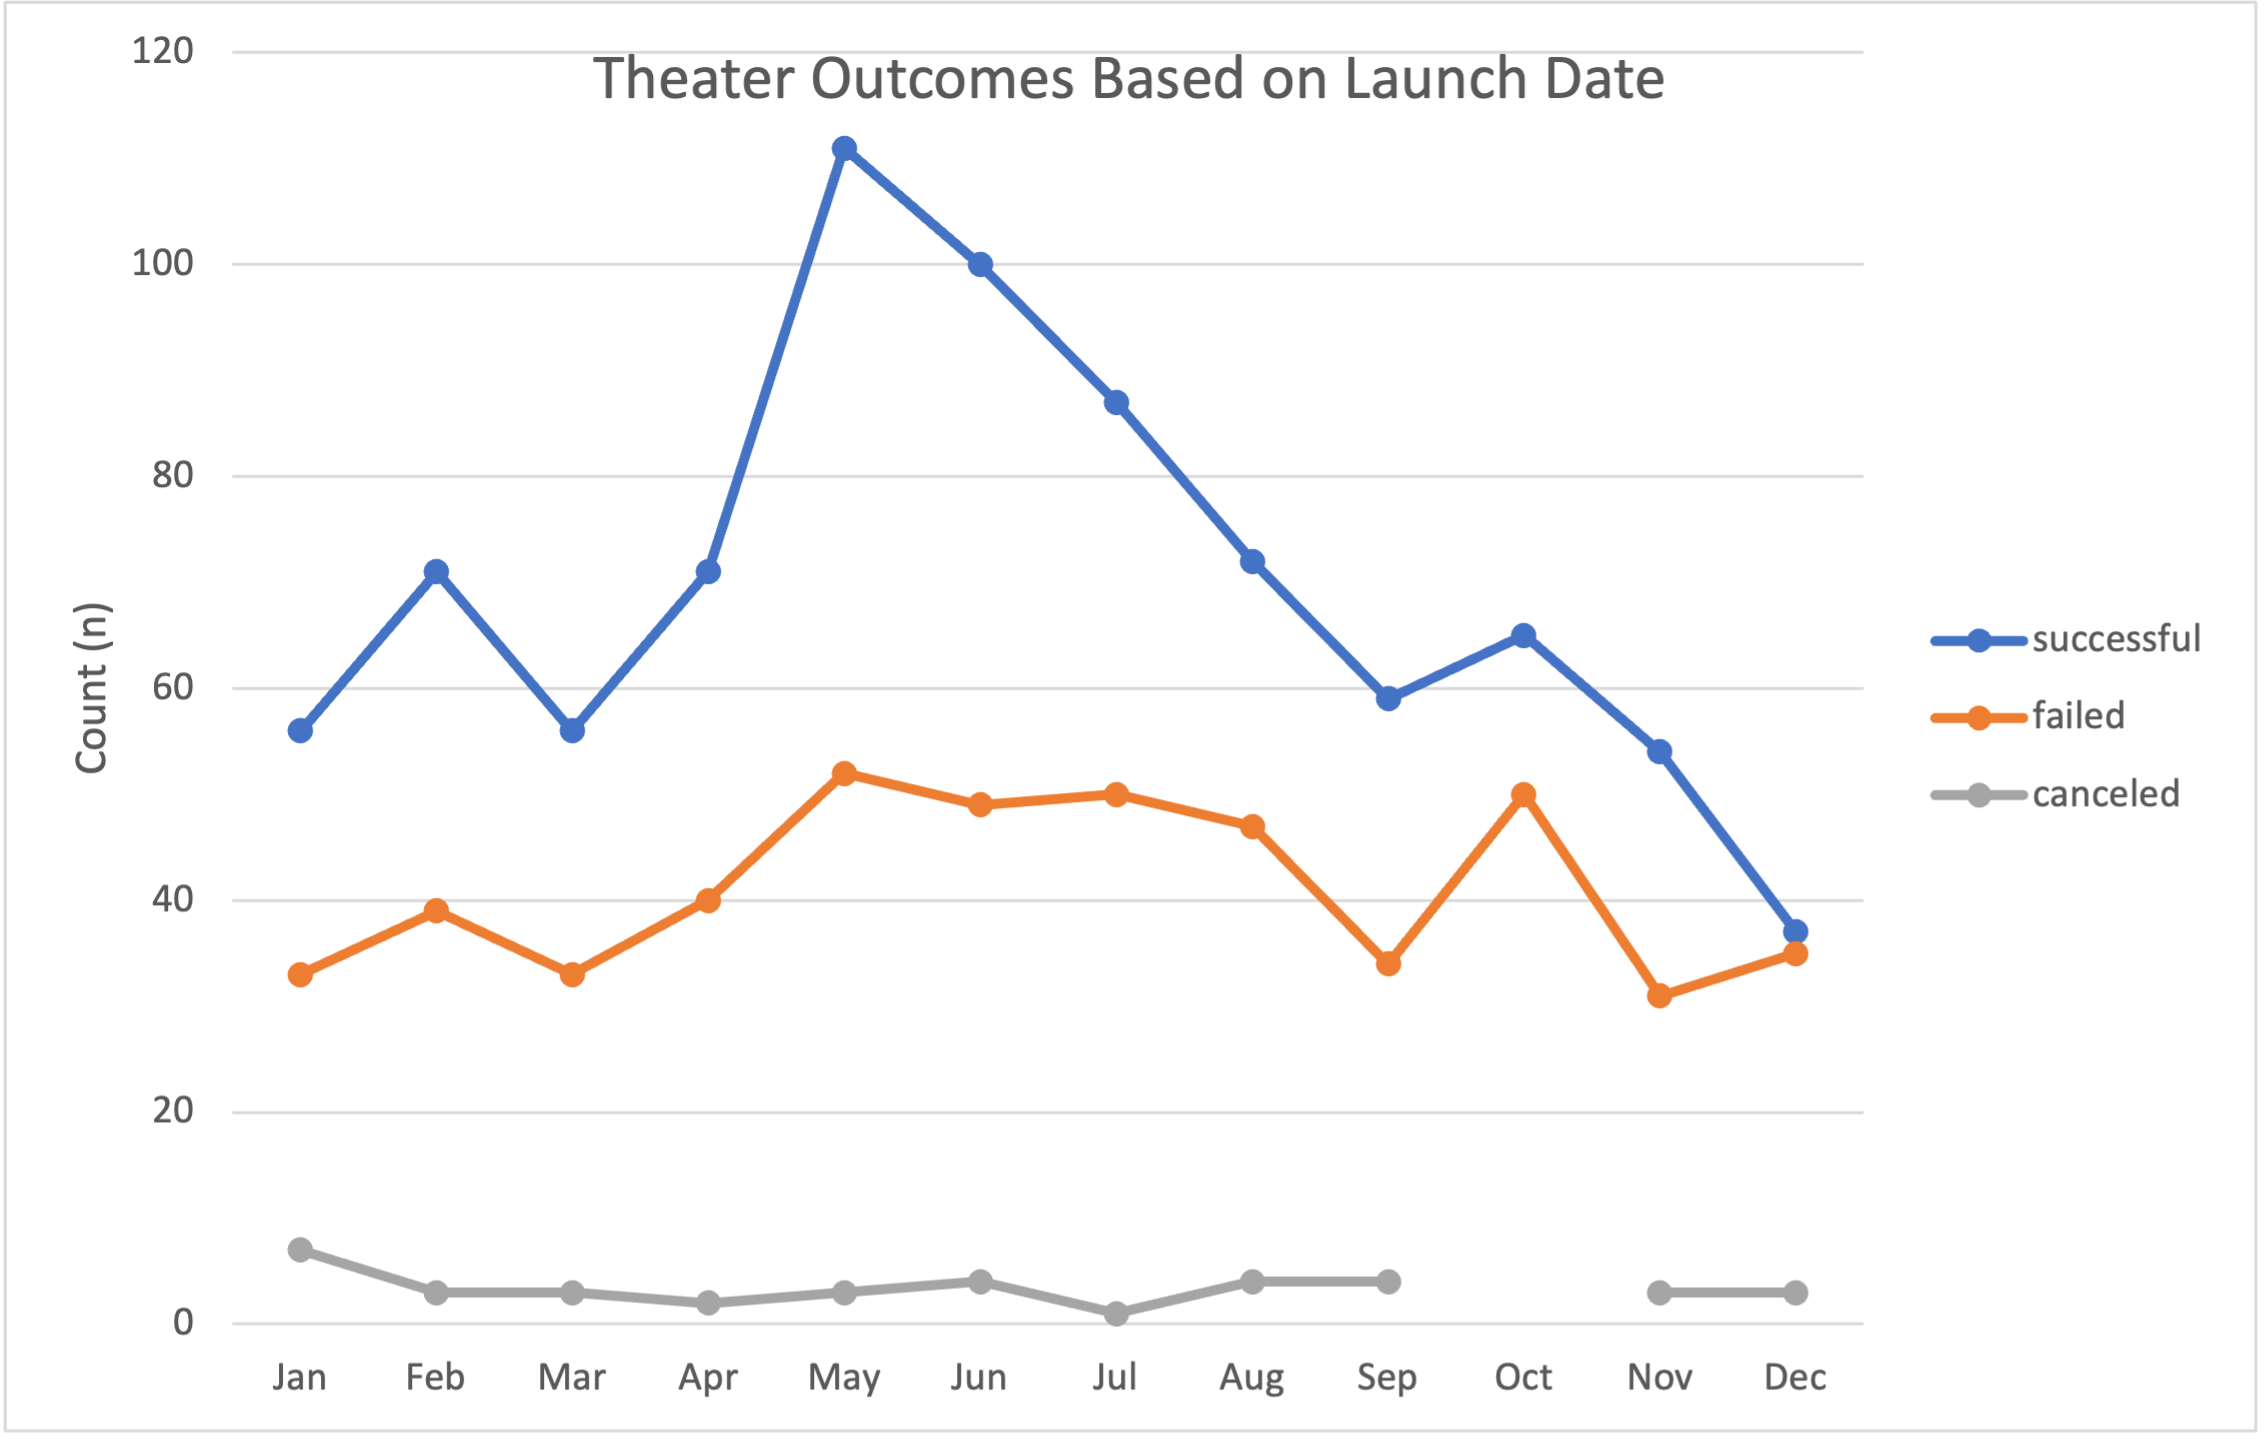 Theater Outcomes Based on Launch Date
120
100
80
60
40
20
0
Count (n)
Jan Feb Mar Apr May Jun Jul Aug Sep Oct Nov Dec
successful
failed
canceled